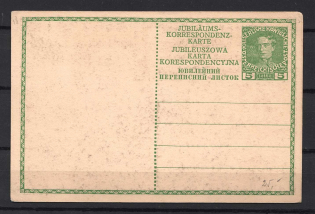 JUBILÄUMS-
KORRESPONDENZ-
KARTE
JUBILEUSZOWA
KARTA
KORESPONDENCYJNA
ЮВИЛЕЙНИЙ
ПЕРЕПИСНИЙ ЛИСТОК
5 5